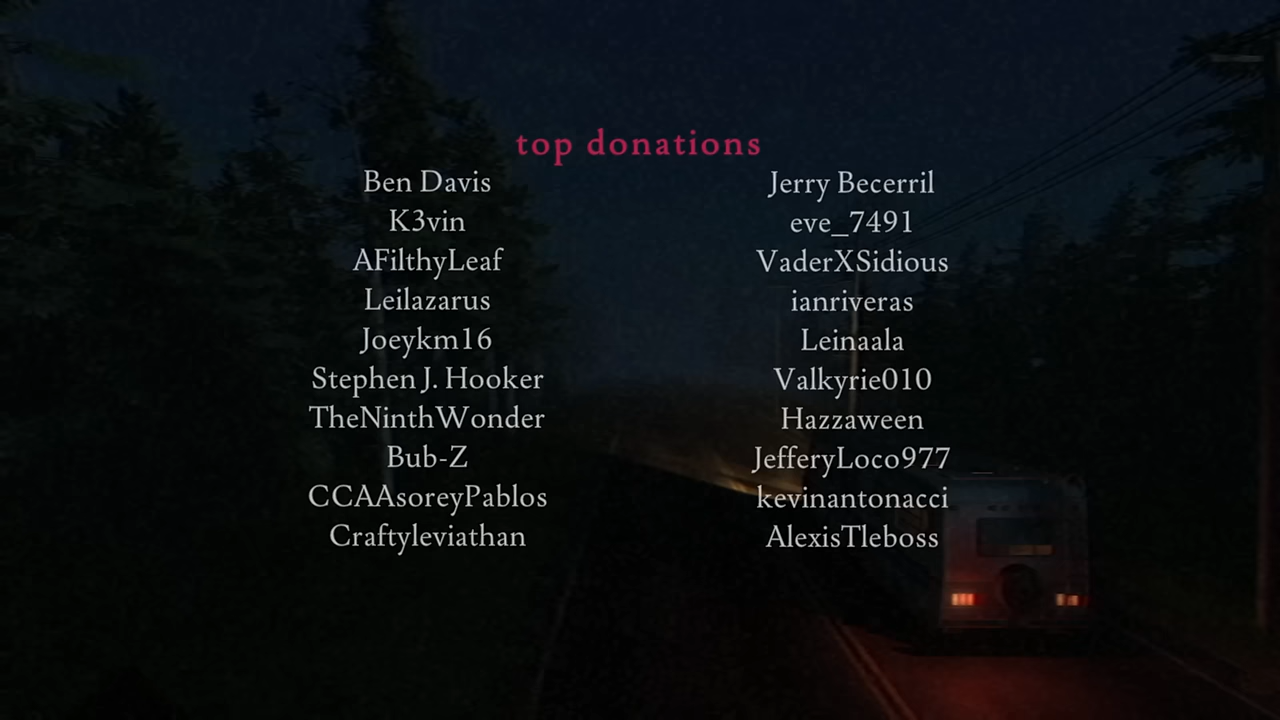 top donations
Ben Davis
K3vin
AFilthyLeaf
Leilazarus
Joeykm16
Stephen J. Hooker
TheNinthWonder
Bub-Z
CCAAsoreyPablos
Craftyleviathan
Jerry Becerril
eve_7491
VaderXSidious
ianriveras
Leinaala
Valkyrie010
Hazzaween
JefferyLoco977
kevinantonacci
AlexisTleboss